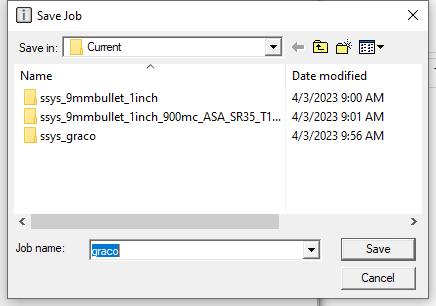 Save Job
Save in: Current
Name Date modified
ssys_9mmbullet_1inch 4/3/2023 9:00 AM
ssys_9mmbullet_1inch_900mc_ASA_SR35_T1... 4/3/2023 9:01 AM
ssys_graco 4/3/2023 9:56 AM
Job name: graco Save
Cancel